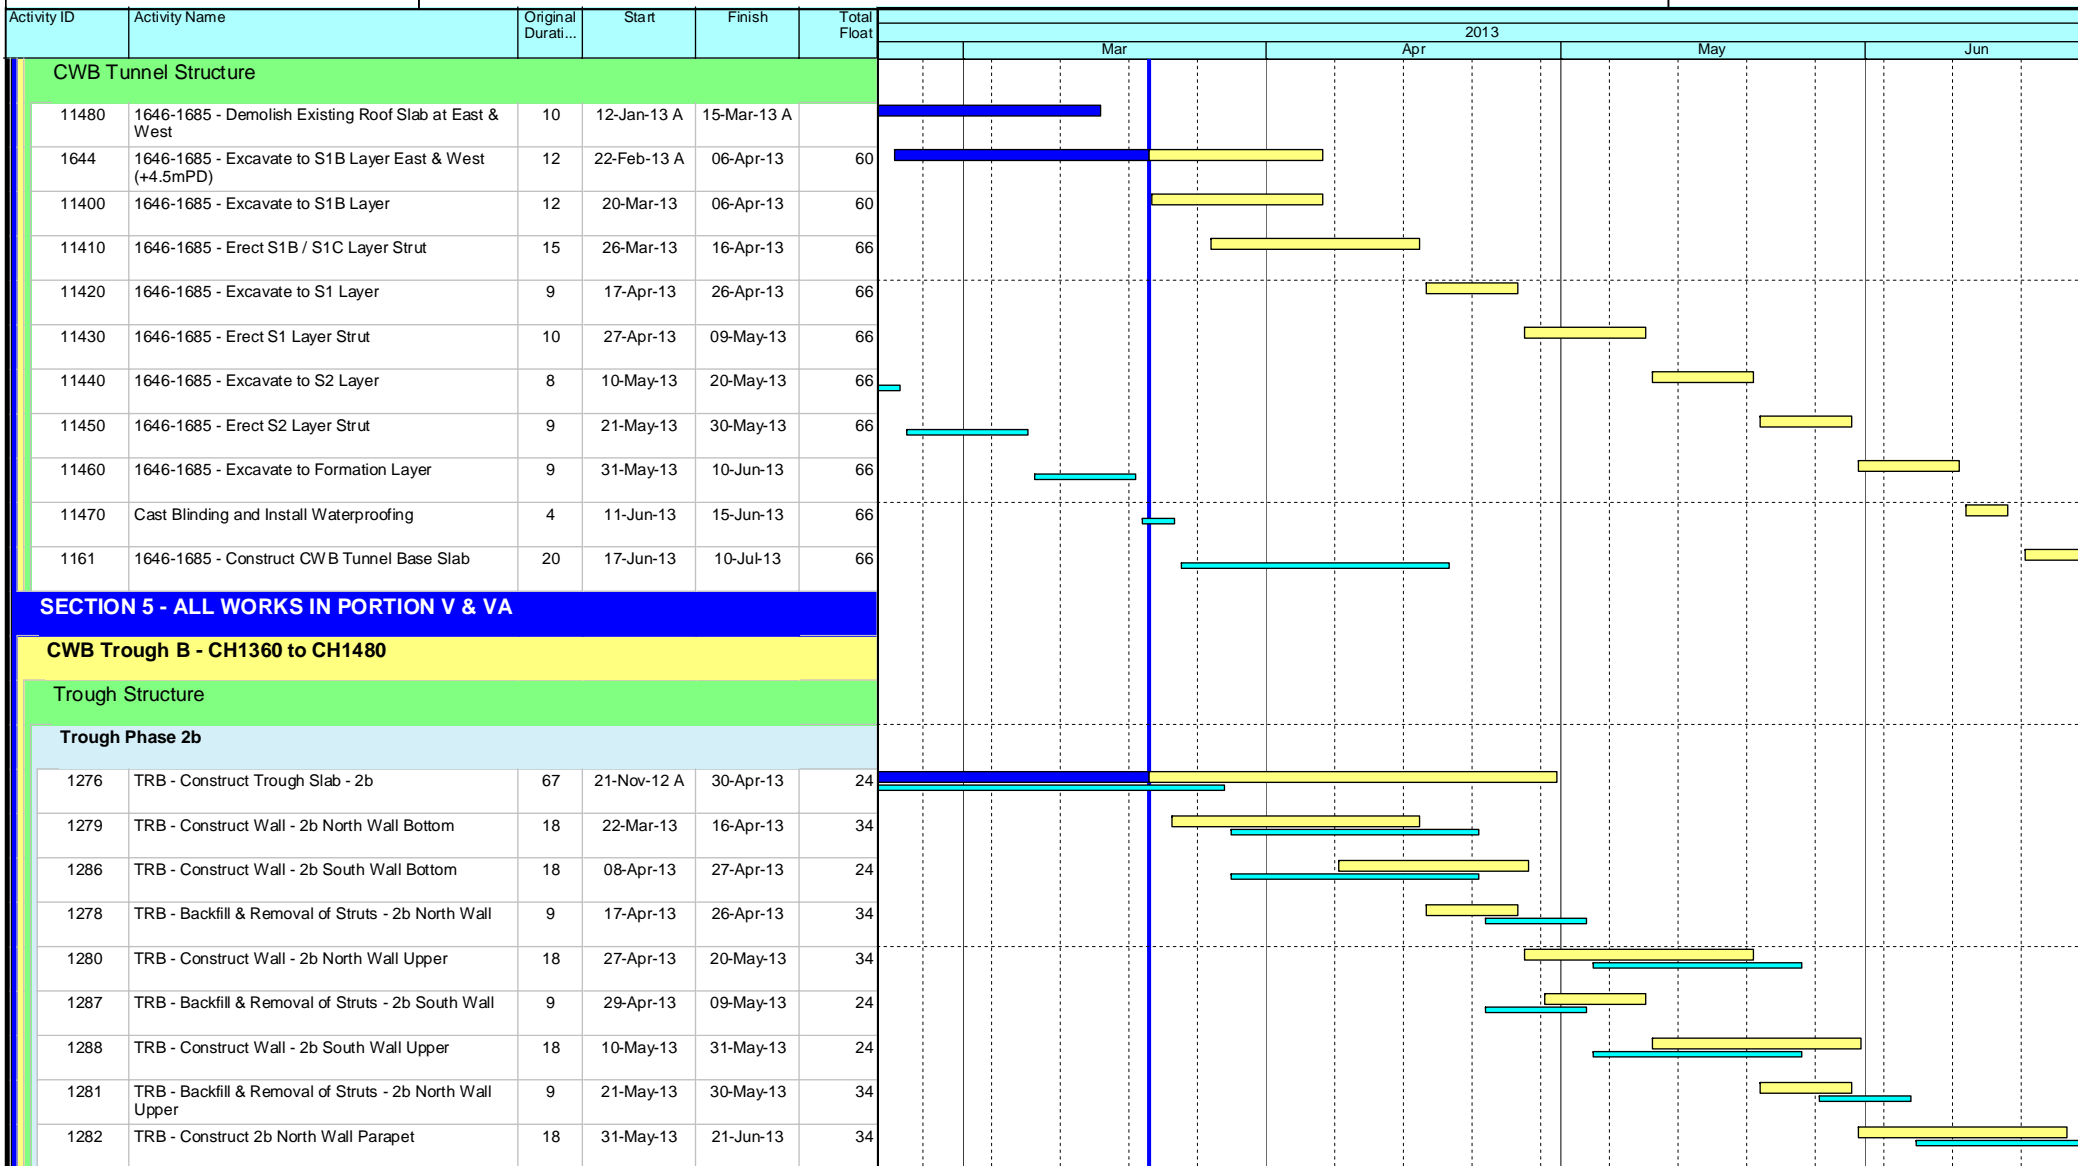 Activity ID Activity Name Original Start Finish Total
Durati... Float
2013
Mar Apr May Jun
CWB Tunnel Structure
11480 1646-1685 - Demolish Existing Roof Slab at East & 10 12-Jan-13 A 15-Mar-13 A
West
1644 1646-1685 - Excavate to S1B Layer East & West 12 22-Feb-13 A 06-Apr-13 60
(+4.5mPD)
11400 1646-1685 - Excavate to S1B Layer 12 20-Mar-13 06-Apr-13 60
11410 1646-1685 - Erect S1B / S1C Layer Strut 15 26-Mar-13 16-Apr-13 66
11420 1646-1685 - Excavate to S1 Layer 9 17-Apr-13 26-Apr-13 66
11430 1646-1685 - Erect S1 Layer Strut 10 27-Apr-13 09-May-13 66
11440 1646-1685 - Excavate to S2 Layer 8 10-May-13 20-May-13 66
11450 1646-1685 - Erect S2 Layer Strut 9 21-May-13 30-May-13 66
11460 1646-1685 - Excavate to Formation Layer 9 31-May-13 10-Jun-13 66
11470 Cast Blinding and Install Waterproofing 4 11-Jun-13 15-Jun-13 66
1161 1646-1685 - Construct CWB Tunnel Base Slab 20 17-Jun-13 10-Jul-13 66
SECTION 5 - ALL WORKS IN PORTION V & VA
CWB Trough B - CH1360 to CH1480
Trough Structure
Trough Phase 2b
1276 TRB - Construct Trough Slab - 2b 67 21-Nov-12 A 30-Apr-13 24
1279 TRB - Construct Wall - 2b North Wall Bottom 18 22-Mar-13 16-Apr-13 34
1286 TRB - Construct Wall - 2b South Wall Bottom 18 08-Apr-13 27-Apr-13 24
1278 TRB - Backfill & Removal of Struts - 2b North Wall 9 17-Apr-13 26-Apr-13 34
1280 TRB - Construct Wall - 2b North Wall Upper 18 27-Apr-13 20-May-13 34
1287 TRB - Backfill & Removal of Struts - 2b South Wall 9 29-Apr-13 09-May-13 24
1288 TRB - Construct Wall - 2b South Wall Upper 18 10-May-13 31-May-13 24
1281 TRB - Backfill & Removal of Struts - 2b North Wall 9 21-May-13 30-May-13 34
Upper
1282 TRB - Construct 2b North Wall Parapet 18 31-May-13 21-Jun-13 34